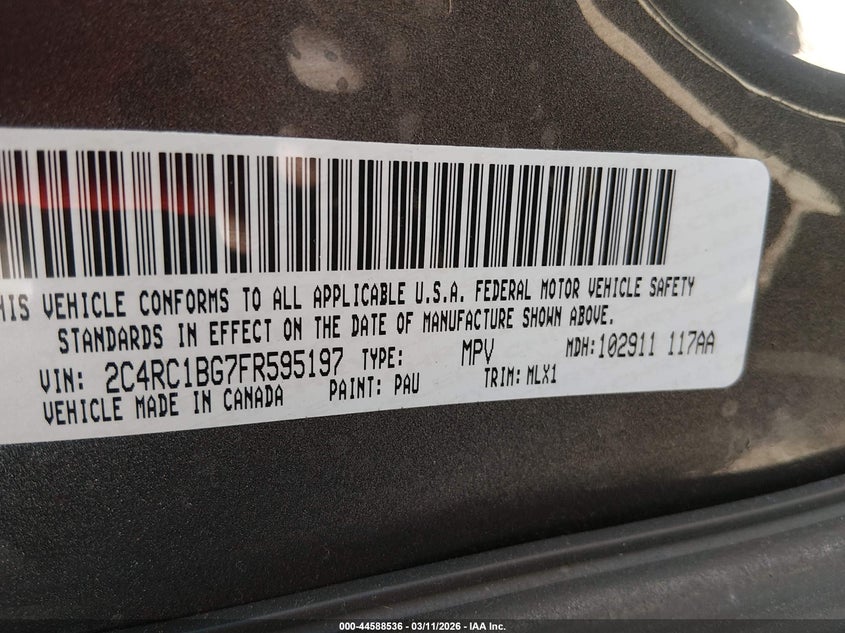 HIS VEHICLE CONFORMS TO ALL APPLICABLE U.S.A. FEDERAL MOTOR VEHICLE SAFETY
STANDARDS IN EFFECT ON THE DATE OF MANUFACTURE SHOWN ABOVE.
VIN: 2C4RC1BG7FR595197 TYPE: MPV MDH:102911 117AA
VEHICLE MADE IN CANADA PAINT: PAU TRIM: MLX1
000-44588536 - 03/11/2026 - IAA Inc.